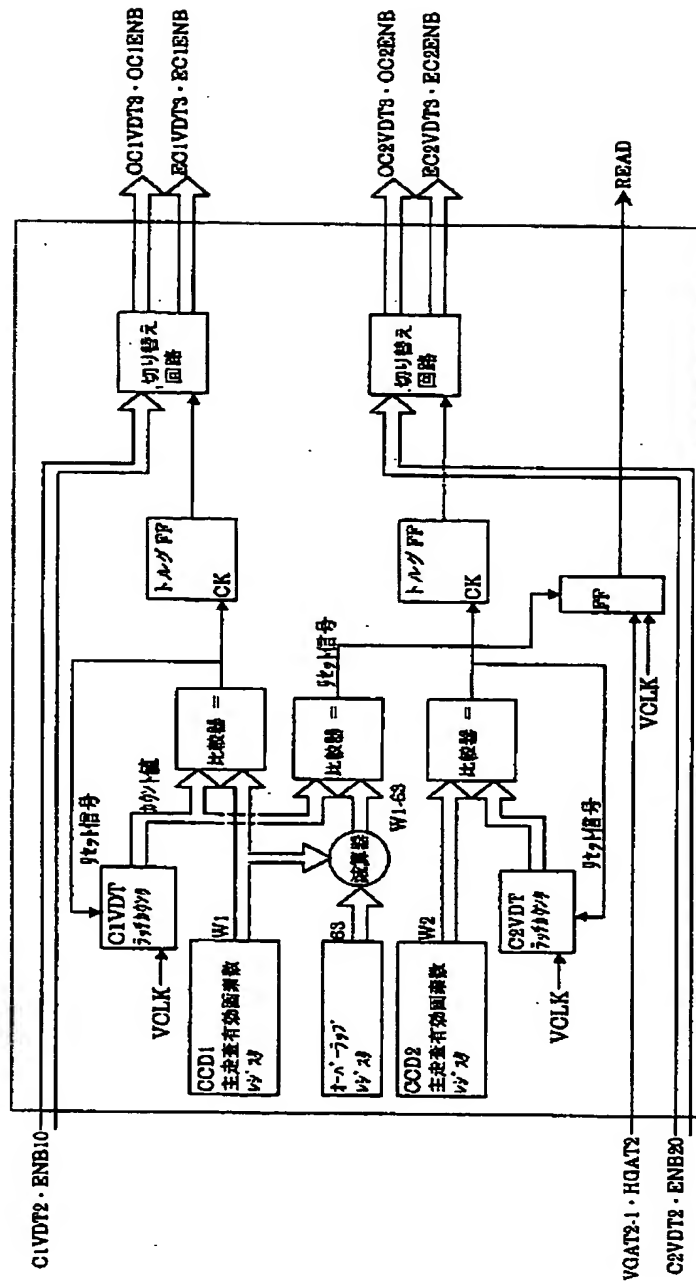 C1VDT2・ENB10
OC1VDT3・OC1ENB
EC1VDT3・EC1ENB
切り替え
回路
トルグFF
CK
リセット信号
C1VDT
ラッチカウンタ
VCLK
カウント値
比較器 =
CCD1
主走査有効画素数
レジスタ
W1
リセット信号
比較器 =
減算器
W1-63
オーバーラップ
レジスタ
63
CCD2
主走査有効画素数
レジスタ
W2
比較器 =
トルグFF
CK
切り替え
回路
OC2VDT3・OC2ENB
EC2VDT3・EC2ENB
C2VDT
ラッチカウンタ
VCLK
リセット信号
FF
VCLK
READ
VGAT2-1・HGAT2
C2VDT2・ENB20